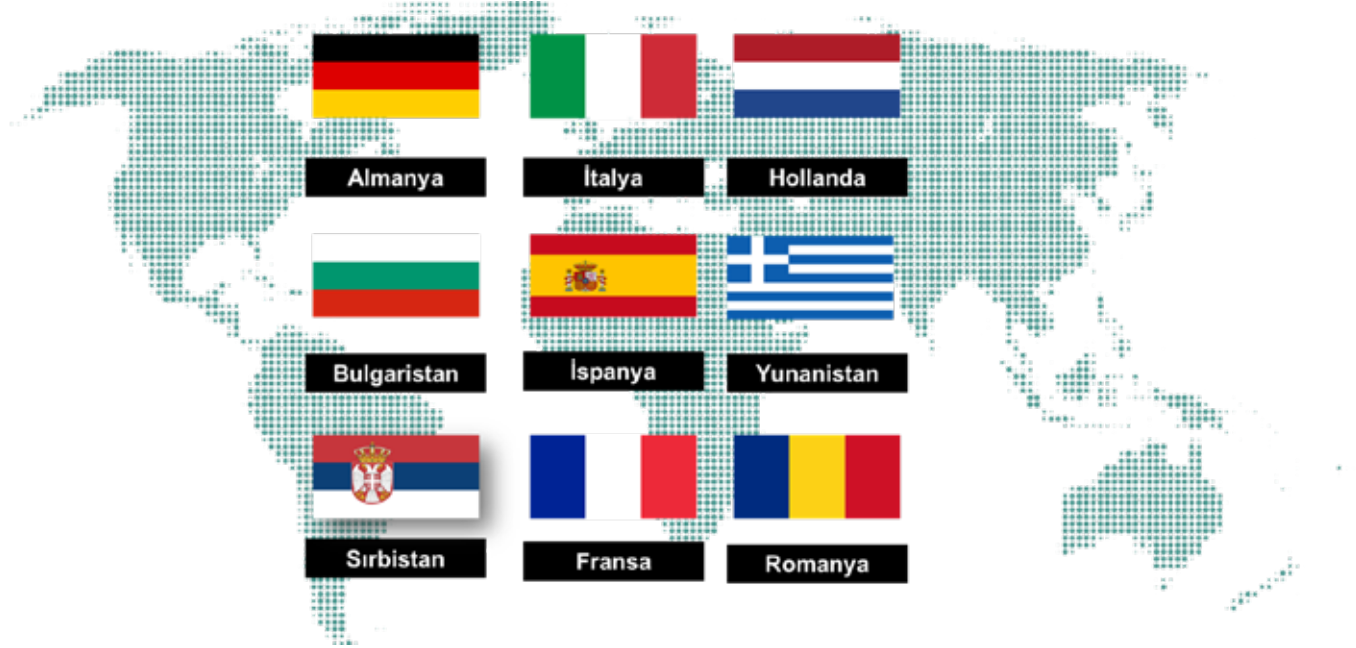 Almanya
İtalya
Hollanda
Bulgaristan
İspanya
Yunanistan
Sırbistan
Fransa
Romanya